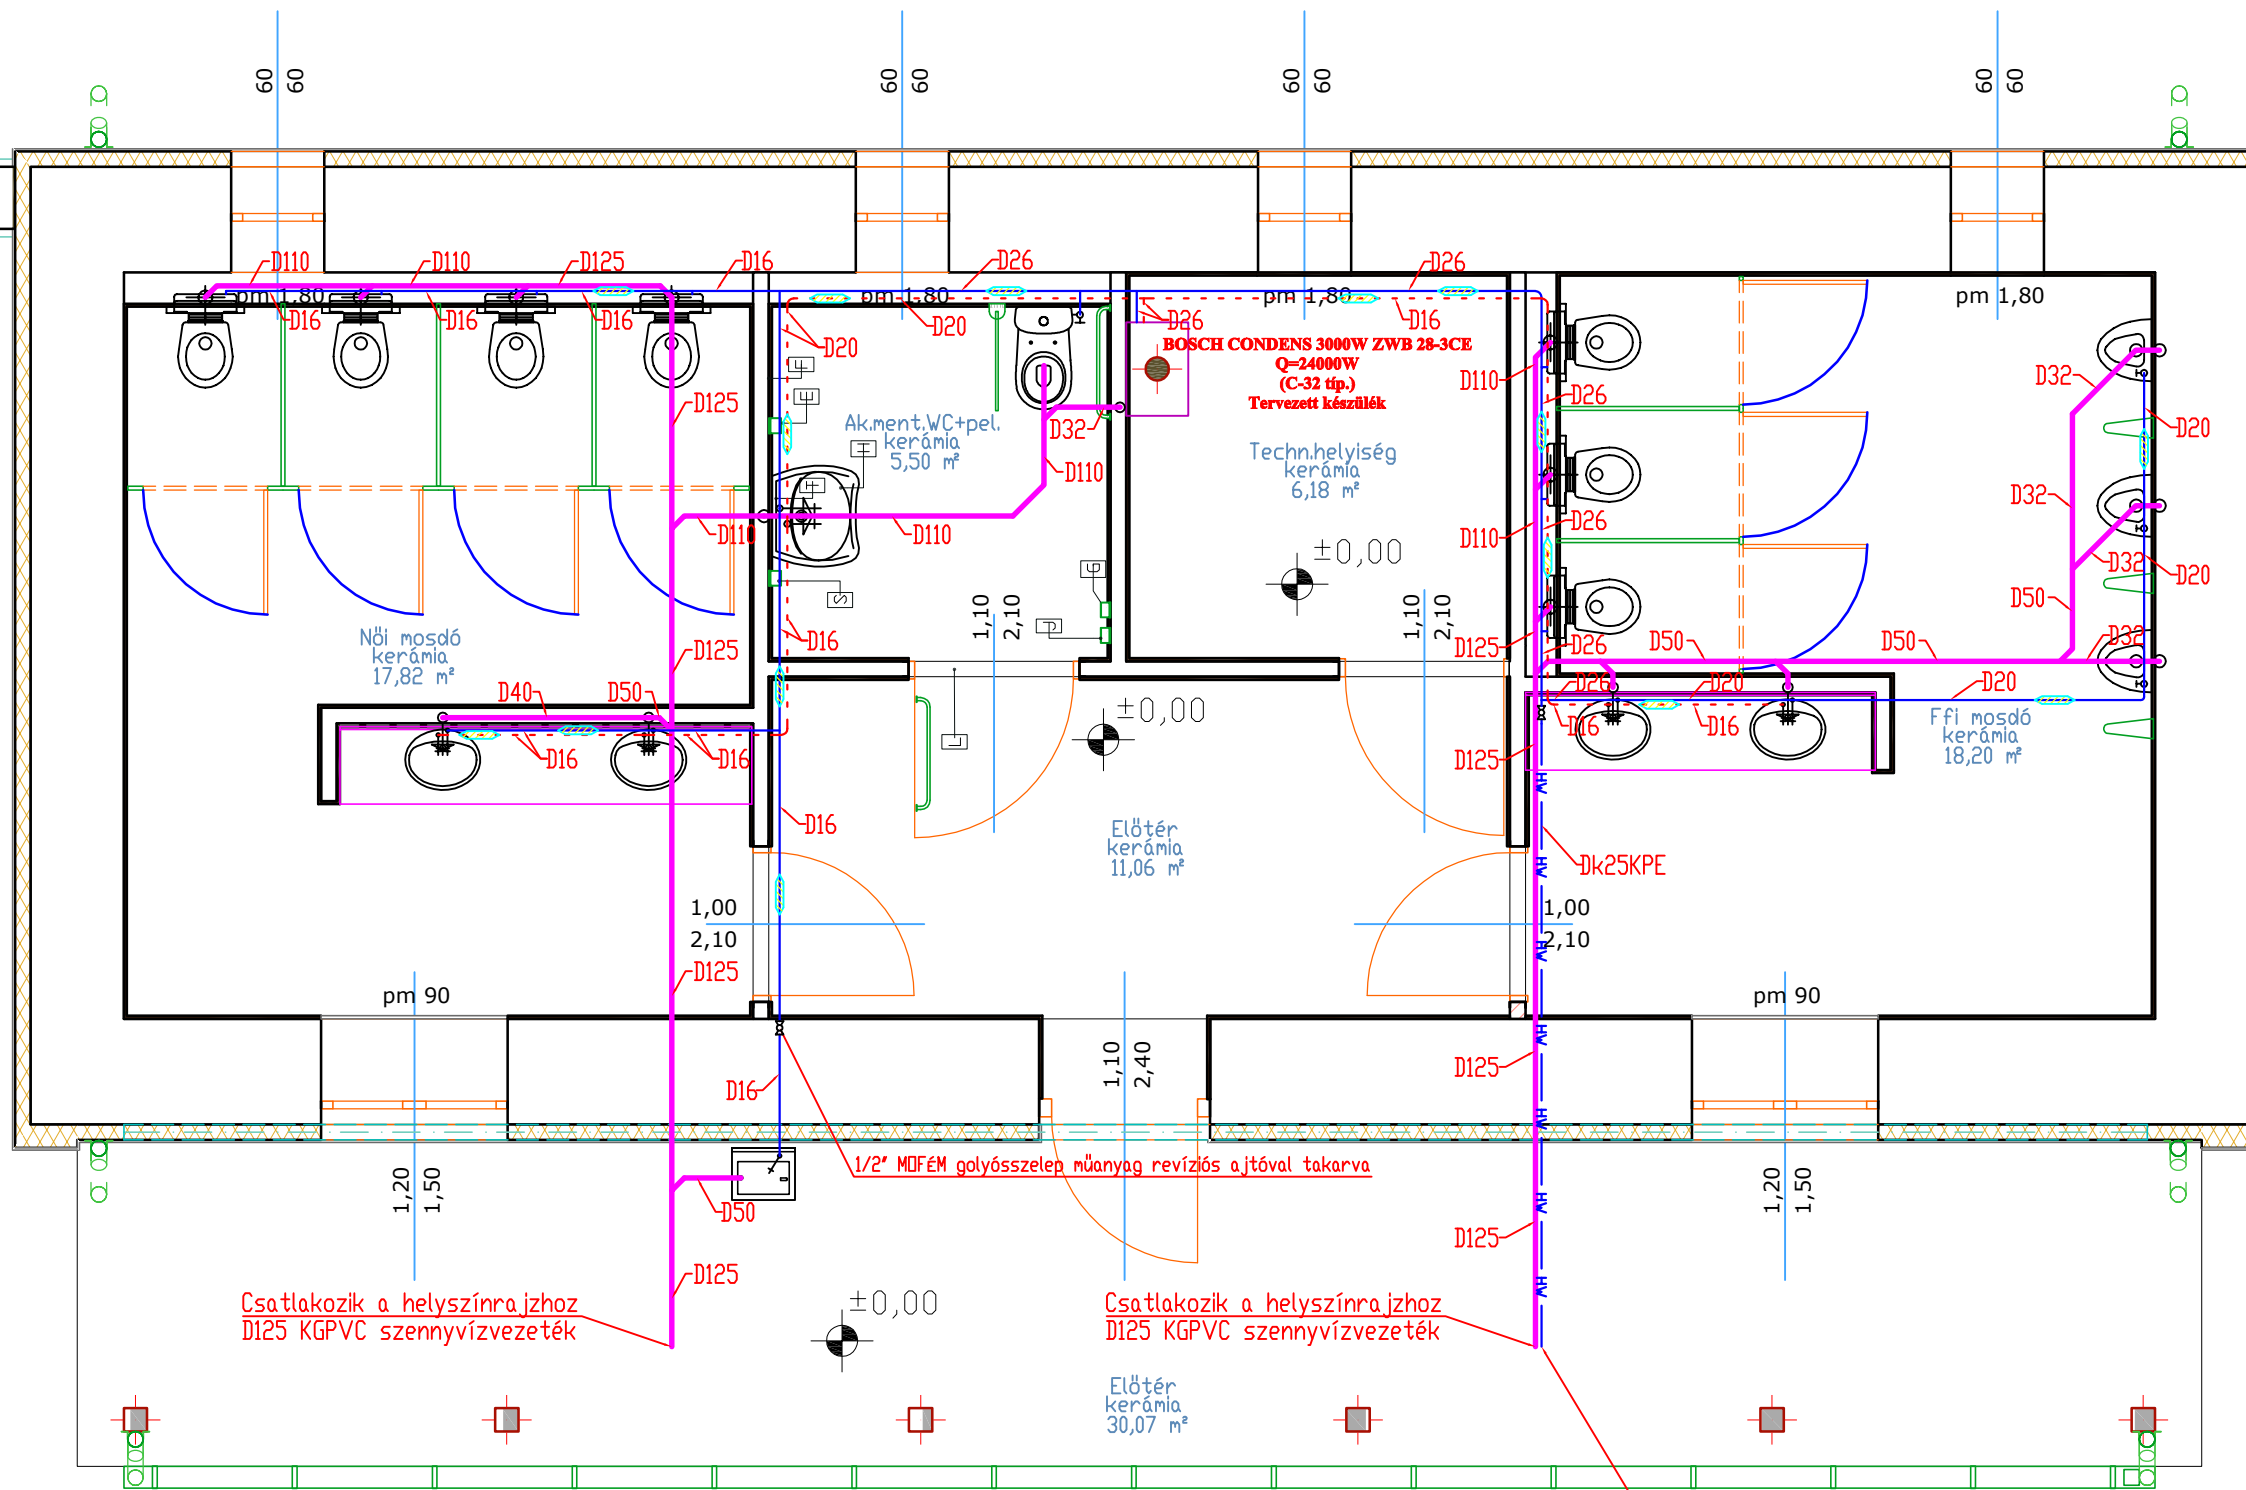 60 60
60 60
60 60
60 60
D110
D110
D125
D16
D26
D26
pm 1,80
pm 1,80
pm 1,80
pm 1,80
D16
D16
D16
D20
D26
D16
D20
BOSCH CONDENS 3000W ZWB 28-3CE
Q=24000W
(C-32 típ.)
Tervezett készülék
F
E
D125
D110
D26
D32
D20
Ak.ment.WC+pel.
kerámia
5,50 m²
D32
H
D110
Techn.helyiség
kerámia
6,18 m²
F
D32
D110
D110
D110
D26
±0,00
D32
D20
G
S
D50
1,10
2,10
1,10
2,10
P
Női mosdó
kerámia
17,82 m²
D125
D16
D125
D26
D50
D50
D32
D40
D50
D26
D20
D20
±0,00
L
D16
D16
D16
D16
Ffi mosdó
kerámia
18,20 m²
D125
HV
D16
Előtér
kerámia
11,06 m²
HV
Dk25KPE
1,00
2,10
1,00
2,10
HV
D125
pm 90
pm 90
HV
1,10
2,40
D16
D125
HV
1/2" MOFÉM golyósszelep műanyag revíziós ajtóval takarva
1,20
1,50
1,20
1,50
HV
D50
D125
D125
HV
Csatlakozik a helyszínrajzhoz
D125 KGPVC szennyvízvezeték
±0,00
Csatlakozik a helyszínrajzhoz
D125 KGPVC szennyvízvezeték
Előtér
kerámia
30,07 m²